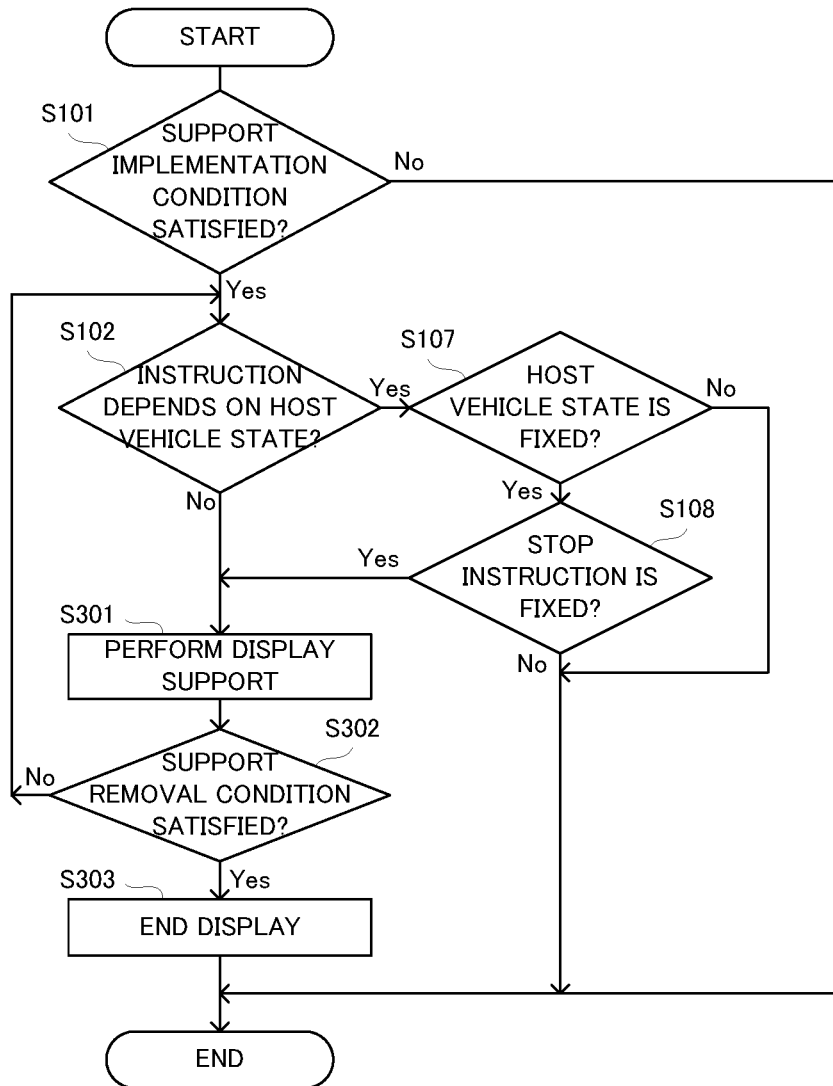 START
S101
SUPPORT
IMPLEMENTATION
CONDITION
SATISFIED?
No
Yes
S102
INSTRUCTION
DEPENDS ON HOST
VEHICLE STATE?
Yes
No
S107
HOST
VEHICLE STATE IS
FIXED?
No
Yes
S108
STOP
INSTRUCTION IS
FIXED?
Yes
No
S301
PERFORM DISPLAY
SUPPORT
S302
SUPPORT
REMOVAL CONDITION
SATISFIED?
No
Yes
S303
END DISPLAY
END